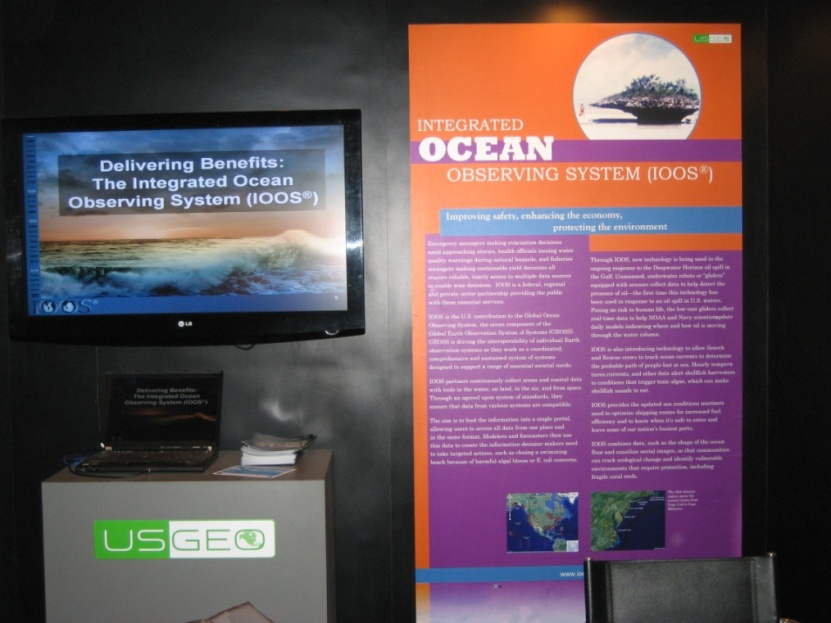 Delivering Benefits:
The Integrated Ocean
Observing System (IOOS®)
IOOS®
LG
Delivering Benefits:
The Integrated Ocean
Observing System (IOOS®)
USGEO
USGEO
INTEGRATED
OCEAN
OBSERVING SYSTEM (IOOS®)
Improving safety, enhancing the economy,
protecting the environment
Emergency managers making evacuation decisions
amid approaching storms, health officials issuing water
quality warnings during natural hazards, and fisheries
managers making sustainable yield decisions all
require reliable, timely access to multiple data sources
to enable wise decisions. IOOS is a federal, regional
and private sector partnership providing the public
with these essential services.
IOOS is the U.S. contribution to the Global Ocean
Observing System, the ocean component of the
Global Earth Observation System of Systems (GEOSS).
GEOSS is driving the interoperability of individual Earth
observation systems so they work as a coordinated,
comprehensive and sustained system of systems
designed to support a range of essential societal needs.
IOOS partners continuously collect ocean and coastal data
with tools in the water, on land, in the air, and from space.
Through an agreed upon system of standards, they
ensure that data from various systems are compatible.
The aim is to feed the information into a single portal,
allowing users to access all data from one place and
in the same format. Modelers and forecasters then use
this data to create the information decision-makers need
to take targeted actions, such as closing a swimming
beach because of harmful algal bloom or E. coli concerns.
Through IOOS, new technology is being used in the
ongoing response to the Deepwater Horizon oil spill in
the Gulf. Unmanned, underwater robots or "gliders"
equipped with sensors collect data to help detect the
presence of oil—the first time this technology has
been used in response to an oil spill in U.S. waters.
Posing no risk to human life, the low cost gliders collect
real-time data to help NOAA and Navy scientists update
daily models indicating where and how oil is moving
through the water column.
IOOS is also introducing technology to allow Search
and Rescue crews to track ocean currents to determine
the probable path of people lost at sea. Hourly tempera-
tures, currents, and other data alert shellfish harvesters
to conditions that trigger toxic algae, which can make
shellfish unsafe to eat.
IOOS provides the updated sea conditions mariners
need to optimize shipping routes for increased fuel
efficiency and to know when it's safe to enter and
leave some of our nation's busiest ports.
IOOS combines data, such as the shape of the ocean
floor and coastline aerial images, so that communities
can track ecological change and identify vulnerable
environments that require protection, including
fragile coral reefs.